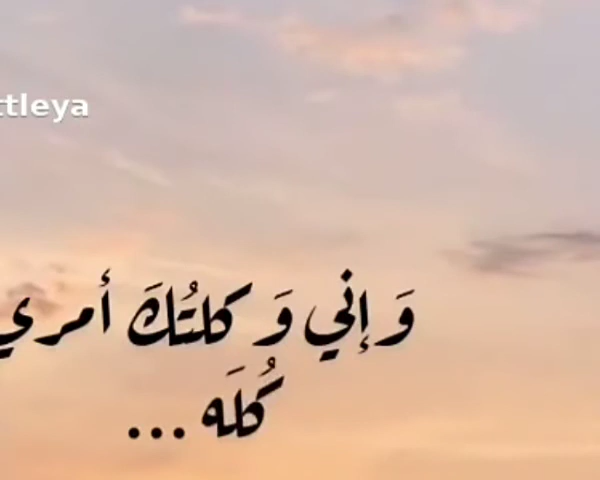 ttleya
وَ إني وَ كلتُكَ أمري
كُلَه ...